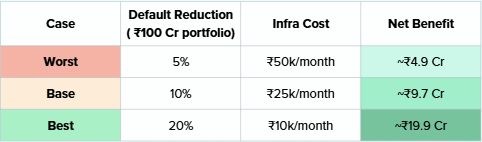 Case
Default Reduction
( ₹100 Cr portfolio)
Infra Cost
Net Benefit
Worst
5%
₹50k/month
~₹4.9 Cr
Base
10%
₹25k/month
~₹9.7 Cr
Best
20%
₹10k/month
~₹19.9 Cr